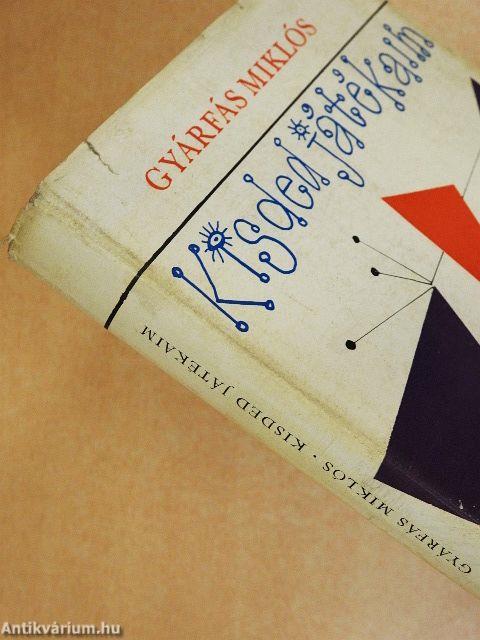 GYÁRFÁS MIKLÓS
Kisded játékaim
GYÁRFÁS MIKLÓS · KISDED JÁTÉKAIM
Antikvárium.hu